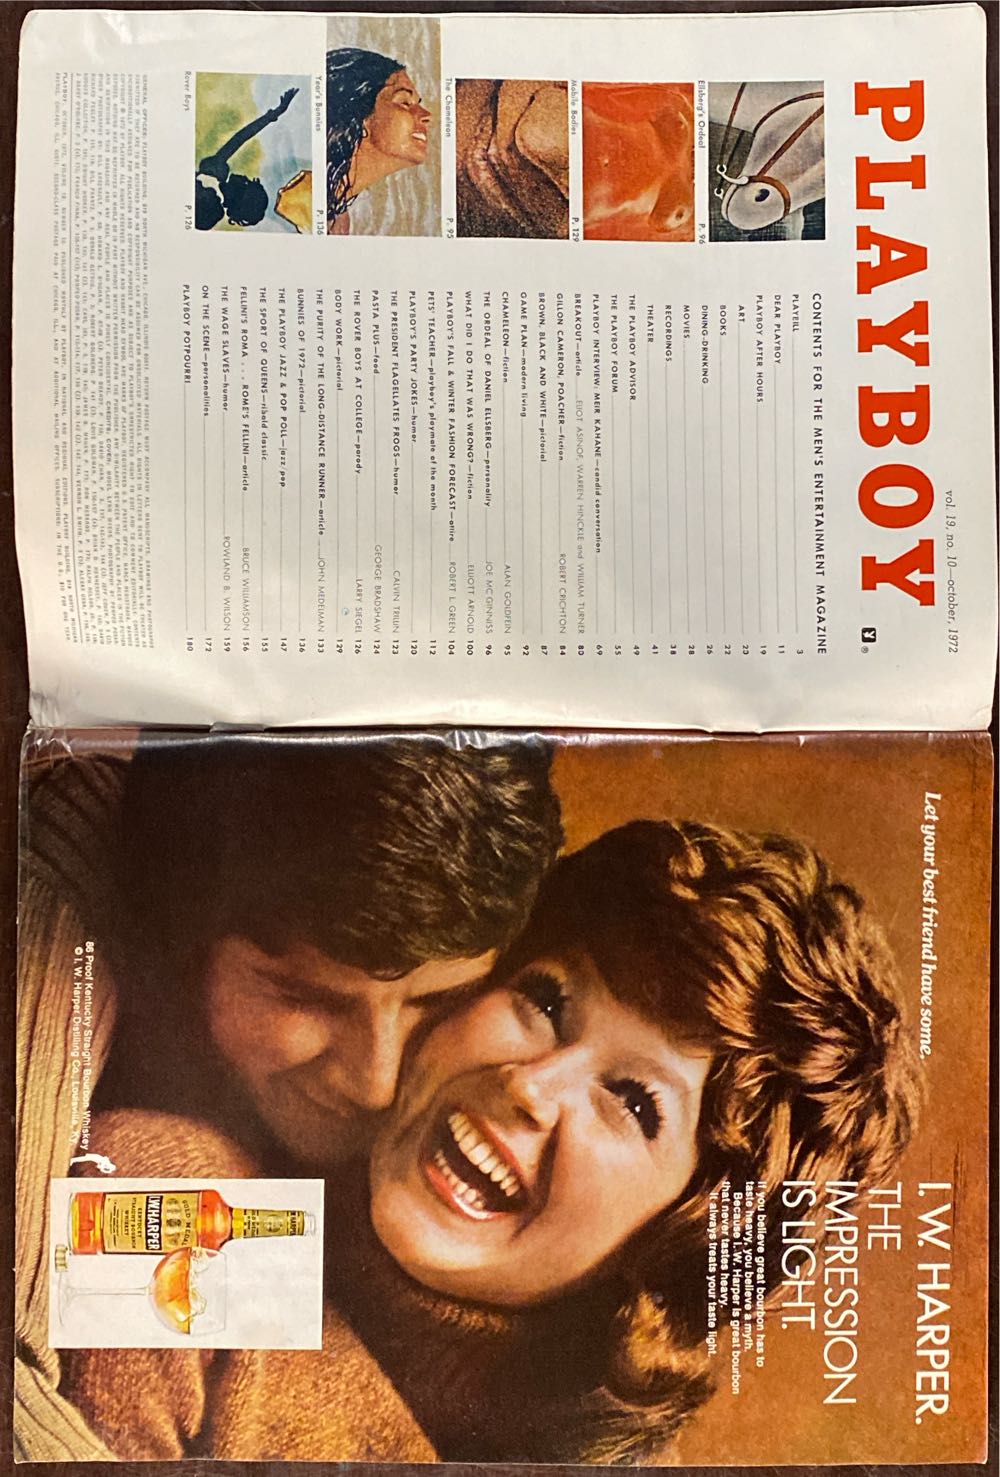 vol. 19, no. 10—october, 1972
PLAYBOY
®
CONTENTS FOR THE MEN'S ENTERTAINMENT MAGAZINE
PLAYBILL 3
DEAR PLAYBOY 11
PLAYBOY AFTER HOURS 19
ART 20
BOOKS 22
DINING-DRINKING 26
MOVIES 28
RECORDINGS 38
THEATER 41
THE PLAYBOY ADVISOR 49
THE PLAYBOY FORUM 55
PLAYBOY INTERVIEW: MEIR KAHANE—candid conversation 69
BREAKOUT—article ELIOT ASINOF, WARREN HINCKLE and WILLIAM TURNER 80
GILLON CAMERON, POACHER—fiction ROBERT CRICHTON 84
BROWN, BLACK AND WHITE—pictorial 87
GAME PLAN—modern living 92
CHAMELEON—fiction ALAN GOLDFEIN 95
THE ORDEAL OF DANIEL ELLSBERG—personality JOE MC GINNISS 96
WHAT DID I DO THAT WAS WRONG?—fiction ELLIOTT ARNOLD 100
PLAYBOY'S FALL & WINTER FASHION FORECAST—attire ROBERT L. GREEN 104
PETS' TEACHER—playboy's playmate of the month 112
PLAYBOY'S PARTY JOKES—humor 120
THE PRESIDENT FLAGELLATES FROGS—humor CALVIN TRILLIN 123
PASTA PLUS—food GEORGE BRADSHAW 124
THE ROVER BOYS AT COLLEGE—parody LARRY SIEGEL 126
BODY WORK—pictorial 129
THE PURITY OF THE LONG-DISTANCE RUNNER—article JOHN MEDELMAN 133
BUNNIES OF 1972—pictorial 136
THE PLAYBOY JAZZ & POP POLL—jazz/pop 147
THE SPORT OF QUEENS—ribald classic 155
FELLINI'S ROMA . . . ROME'S FELLINI—article BRUCE WILLIAMSON 156
THE WAGE SLAVES—humor ROWLAND B. WILSON 159
ON THE SCENE—personalities 172
PLAYBOY POTPOURRI 180
Ellsberg's Ordeal P. 96
Mobile Bodies P. 129
The Chameleon P. 95
Year's Bunnies P. 136
Rover Boys P. 126
Let your best friend have some.
I. W. HARPER.
THE
IMPRESSION
IS LIGHT.
If you believe great bourbon has to
taste heavy, you believe a myth.
Because I. W. Harper is great bourbon
that never tastes heavy.
It always treats your taste light.
GOLD MEDAL
I.W. HARPER
KENTUCKY
STRAIGHT BOURBON
WHISKEY
86 Proof Kentucky Straight Bourbon Whiskey
© I. W. Harper Distilling Co., Louisville, Ky.